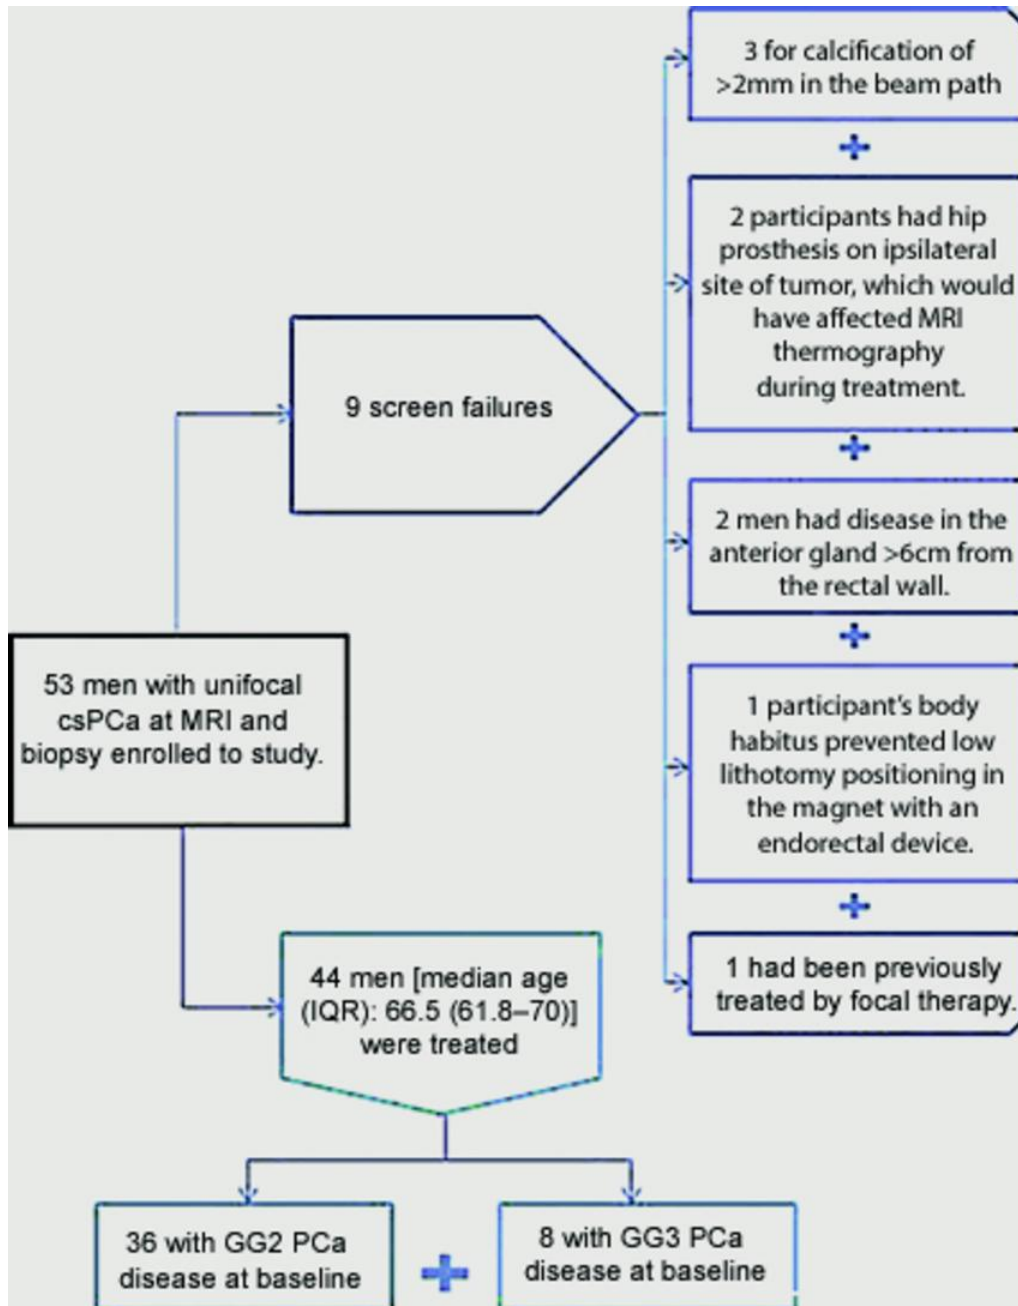 3 for calcification of
>2mm in the beam path
2 participants had hip
prosthesis on ipsilateral
site of tumor, which would
have affected MRI
thermography
during treatment.
9 screen failures
2 men had disease in the
anterior gland >6cm from
the rectal wall.
53 men with unifocal
csPCa at MRI and
biopsy enrolled to study.
1 participant's body
habitus prevented low
lithotomy positioning in
the magnet with an
endorectal device.
44 men [median age
(IQR): 66.5 (61.8–70)]
were treated
1 had been previously
treated by focal therapy.
36 with GG2 PCa
disease at baseline
8 with GG3 PCa
disease at baseline